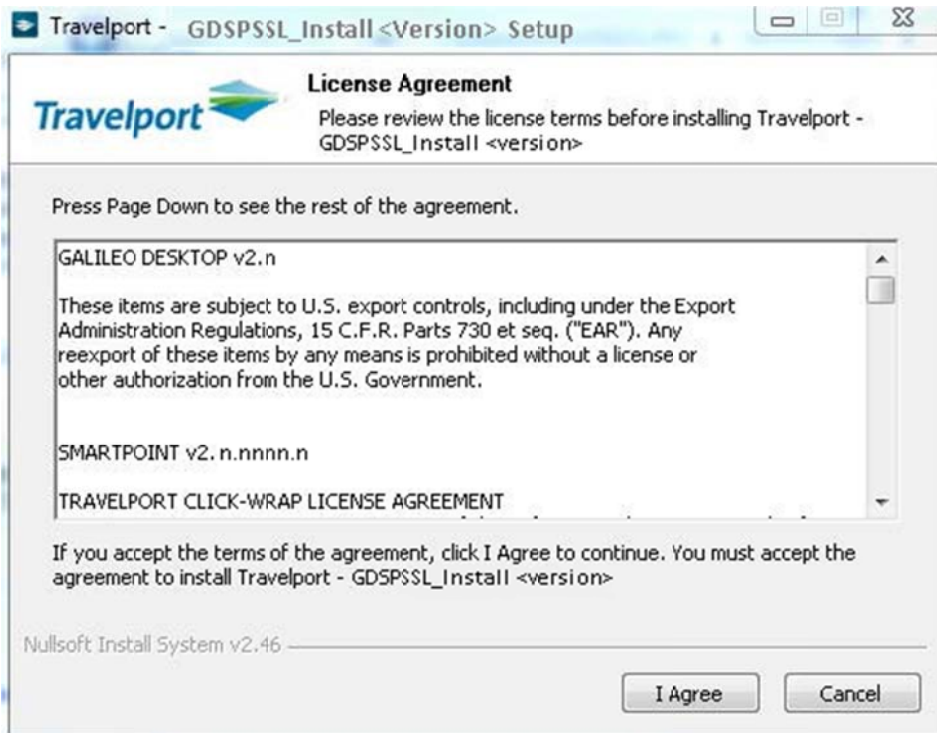 Travelport - GDSPSSL_Install <Version> Setup
Travelport
License Agreement
Please review the license terms before installing Travelport -
GDSPSSL_Install <version>
Press Page Down to see the rest of the agreement.
GALILEO DESKTOP v2.n
These items are subject to U.S. export controls, including under the Export
Administration Regulations, 15 C.F.R. Parts 730 et seq. ("EAR"). Any
reexport of these items by any means is prohibited without a license or
other authorization from the U.S. Government.
SMARTPOINT v2.n.nnnn.n
TRAVELPORT CLICK-WRAP LICENSE AGREEMENT
If you accept the terms of the agreement, click I Agree to continue. You must accept the
agreement to install Travelport - GDSPSSL_Install <version>
Nullsoft Install System v2.46
I Agree
Cancel